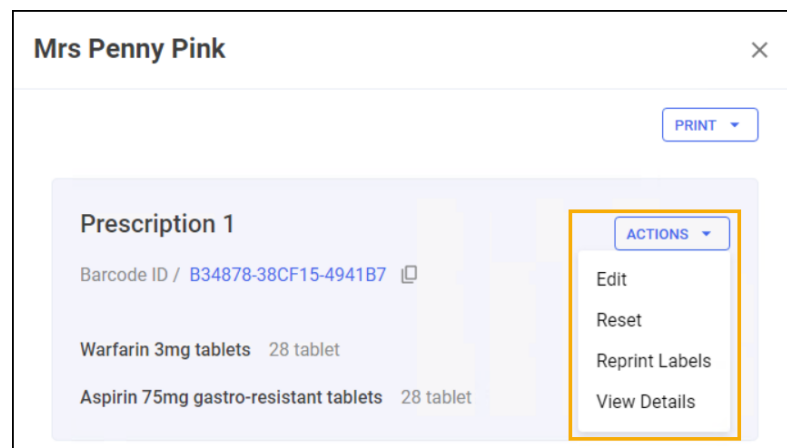 Mrs Penny Pink
PRINT
Prescription 1
ACTIONS
Barcode ID / B34878-38CF15-4941B7
Edit
Reset
Warfarin 3mg tablets 28 tablet
Reprint Labels
Aspirin 75mg gastro-resistant tablets 28 tablet
View Details